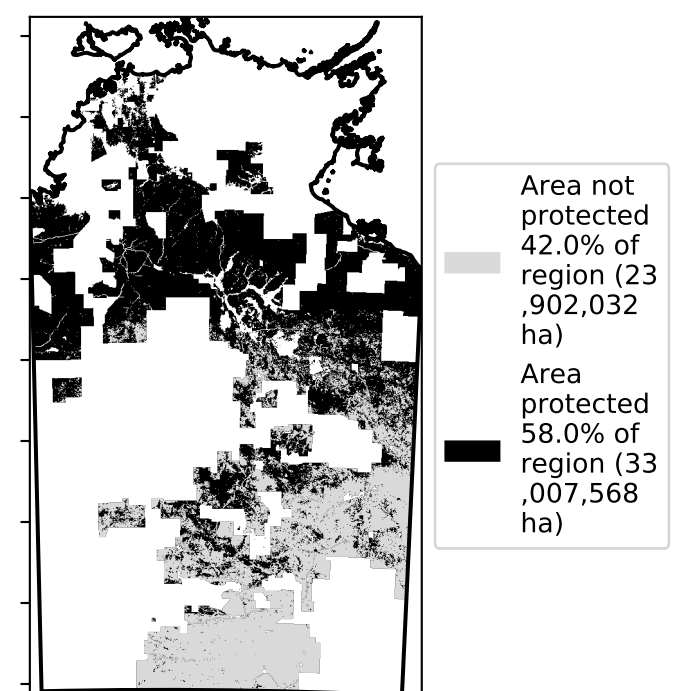 Area not
protected
42.0% of
region (23
,902,032
ha)
Area
protected
58.0% of
region (33
,007,568
ha)